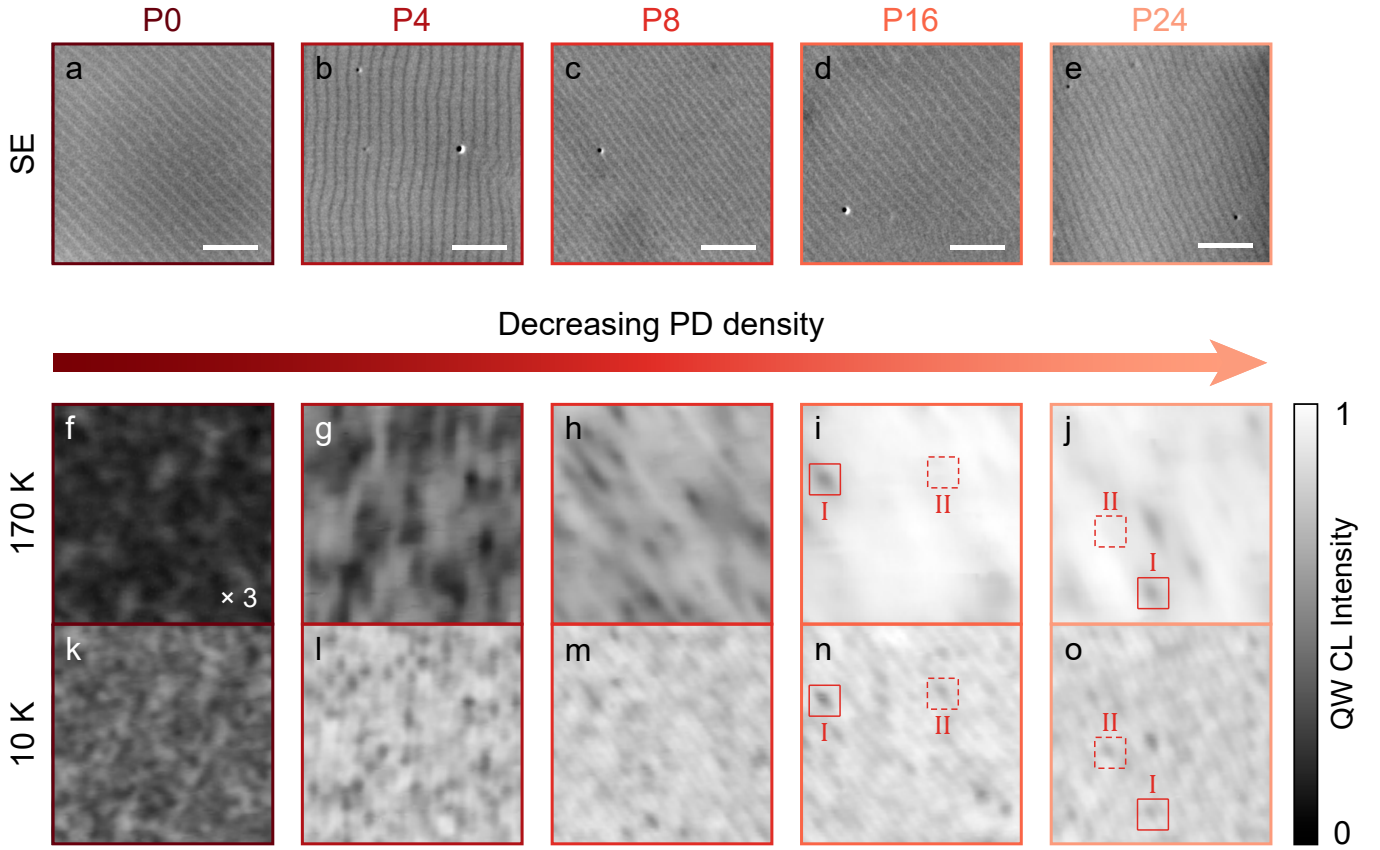 P0 P4 P8 P16 P24
SE
a b c d e
Decreasing PD density
170 K
f g h i j
× 3
I
II
II
I
1
QW CL Intensity
0
10 K
k l m n o
I
II
II
I